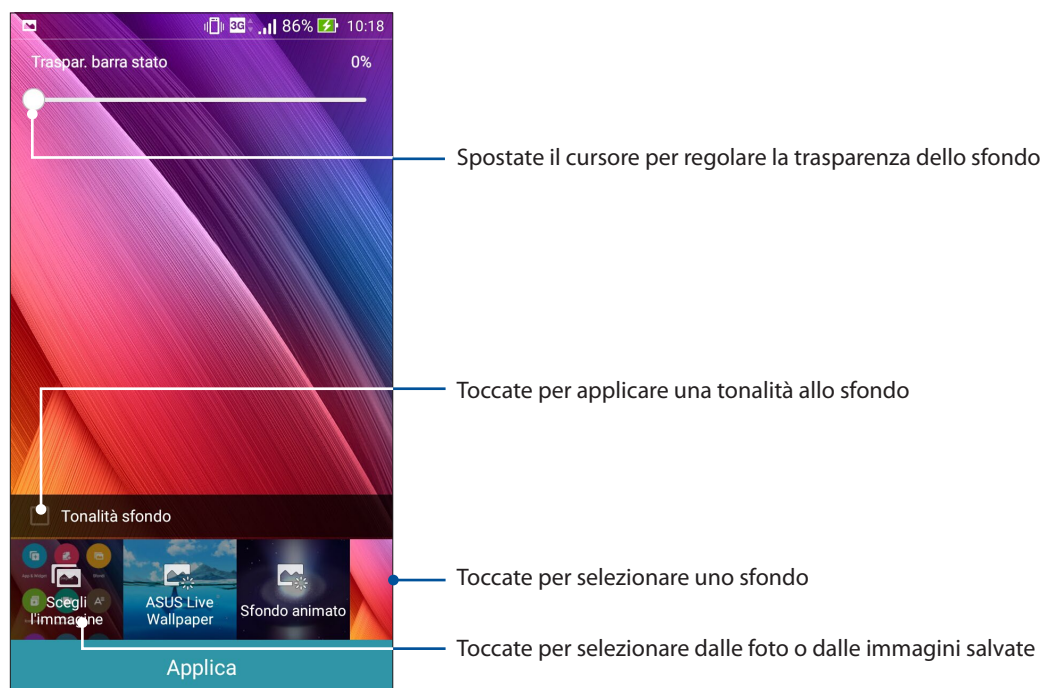 3G 86% 10:18
Traspar. barra stato 0%
Spostate il cursore per regolare la trasparenza dello sfondo
Toccate per applicare una tonalità allo sfondo
Tonalità sfondo
Scegli
l'immagine
ASUS Live
Wallpaper
Sfondo animato
Toccate per selezionare uno sfondo
Toccate per selezionare dalle foto o dalle immagini salvate
Applica